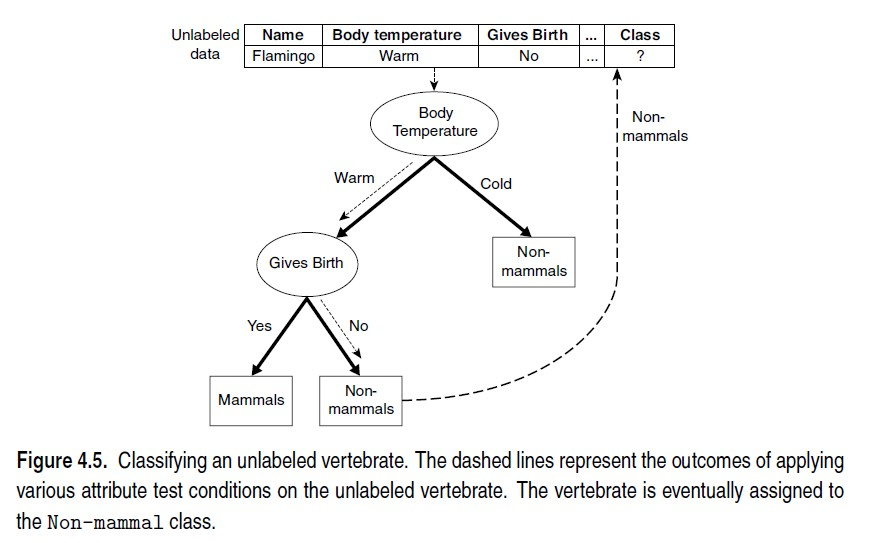 Unlabeled data
Name Body temperature Gives Birth ... Class
Flamingo Warm No ... ?
Body
Temperature
Non-
mammals
Warm
Cold
Gives Birth
Non-
mammals
Yes
No
Mammals
Non-
mammals
Figure 4.5. Classifying an unlabeled vertebrate. The dashed lines represent the outcomes of applying
various attribute test conditions on the unlabeled vertebrate. The vertebrate is eventually assigned to
the Non-mammal class.